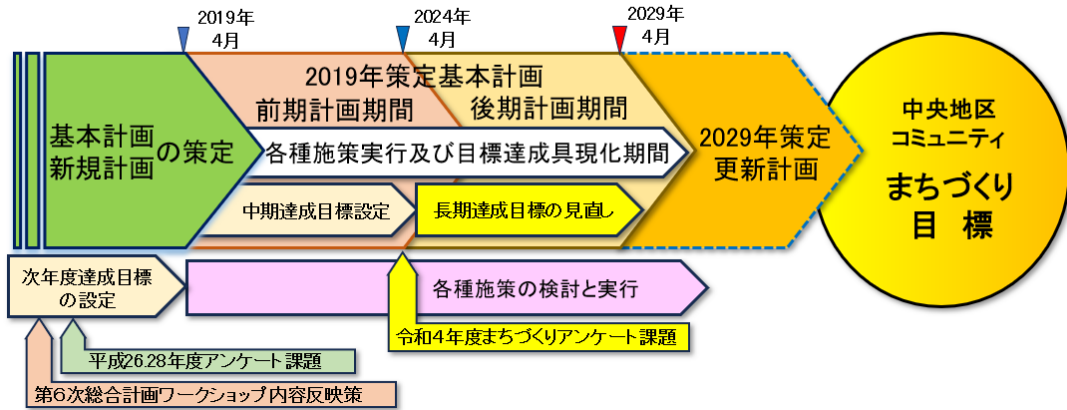 2019年
4月
2024年
4月
2029年
4月
基本計画
新規計画
の策定
2019年策定基本計画
前期計画期間
後期計画期間
各種施策実行及び目標達成具現化期間
中期達成目標設定
長期達成目標の見直し
2029年策定
更新計画
中央地区
コミュニティ
まちづくり
目 標
次年度達成目標
の設定
各種施策の検討と実行
令和4年度まちづくりアンケート課題
平成26.28年度アンケート課題
第6次総合計画ワークショップ内容反映策